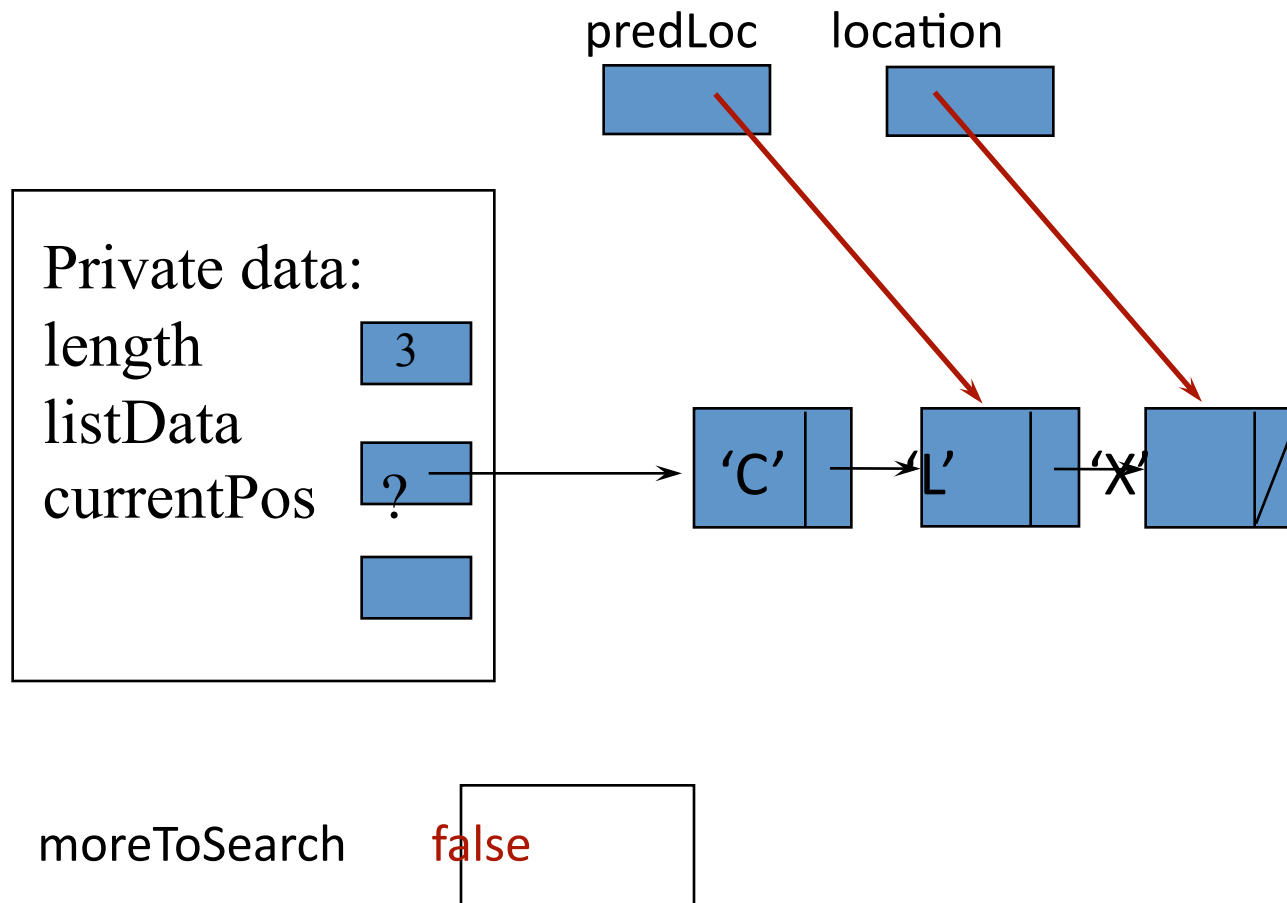 predLoc location
Private data:
length 3
listData
currentPos ?
‘C’ ‘L’ ‘X’
moreToSearch false